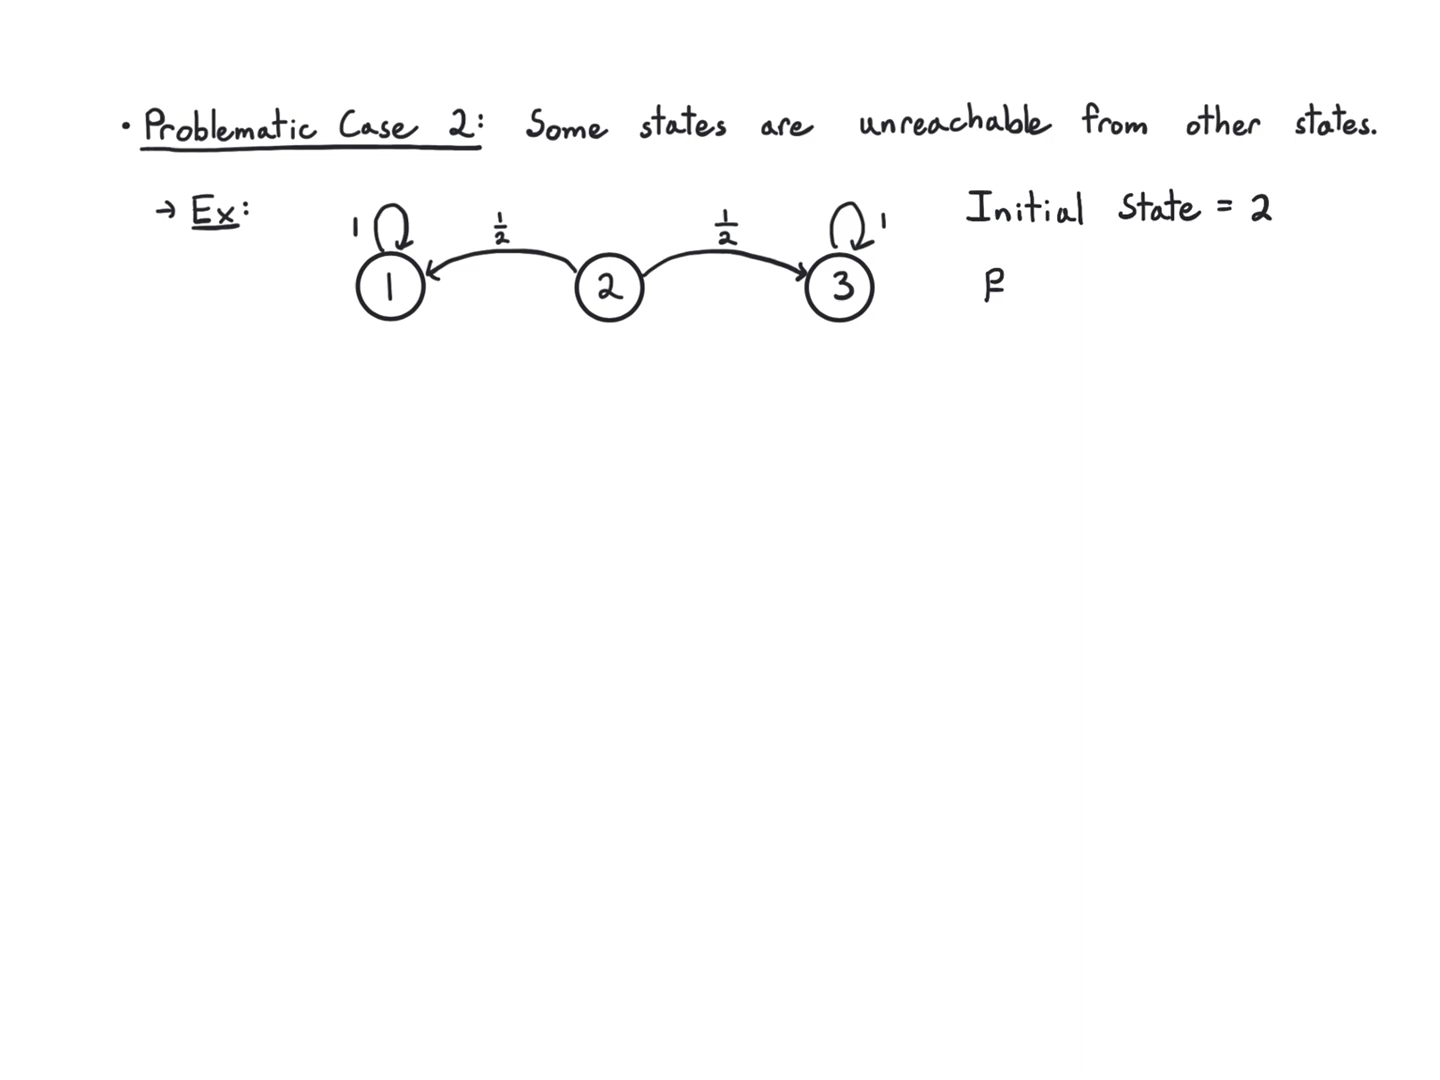 • Problematic Case 2: Some states are unreachable from other states.
→ Ex: 1 1/2 1/2 1 Initial State = 2
1 2 3